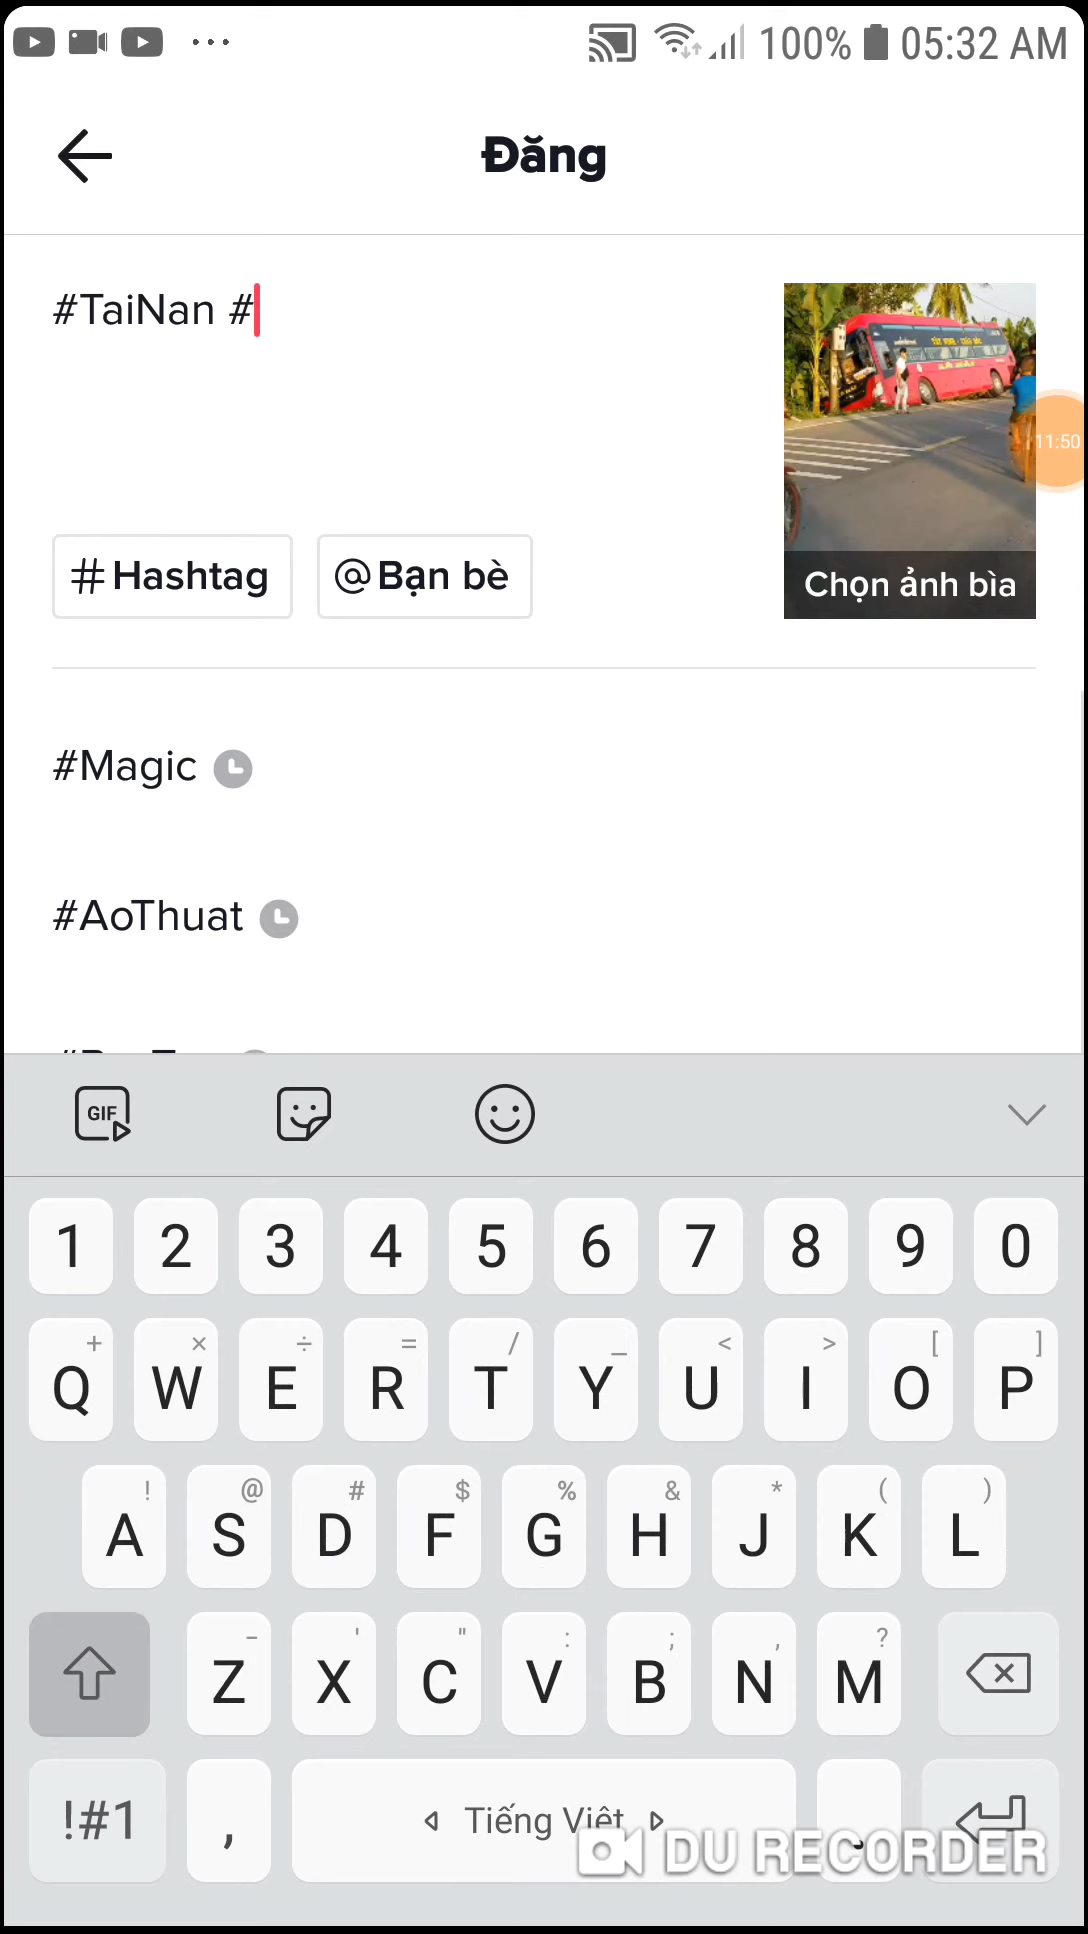 100% 05:32 AM
Đăng
#TaiNan #
11:50
#Hashtag @Bạn bè
Chọn ảnh bìa
#Magic
#AoThuat
GIF
1 2 3 4 5 6 7 8 9 0
+ × ÷ = / _ < > [ ]
Q W E R T Y U I O P
! @ # $ % & * ( )
A S D F G H J K L
- ' " : ; , ?
Z X C V B N M
!#1 , Tiếng Việt .
DU RECORDER